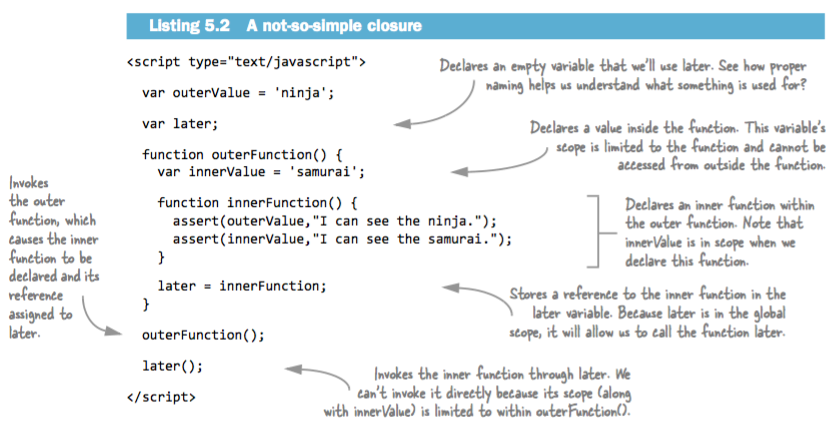 Listing 5.2 A not-so-simple closure
<script type="text/javascript">
var outerValue = 'ninja';
var later;
function outerFunction() {
var innerValue = 'samurai';
function innerFunction() {
assert(outerValue,"I can see the ninja.");
assert(innerValue,"I can see the samurai.");
}
later = innerFunction;
}
outerFunction();
later();
</script>
Declares an empty variable that we'll use later. See how proper
naming helps us understand what something is used for?
Declares a value inside the function. This variable's
scope is limited to the function and cannot be
accessed from outside the function.
Invokes
the outer
function, which
causes the inner
function to be
declared and its
reference
assigned to
later.
Declares an inner function within
the outer function. Note that
innerValue is in scope when we
declare this function.
Stores a reference to the inner function in the
later variable. Because later is in the global
scope, it will allow us to call the function later.
Invokes the inner function through later. We
can't invoke it directly because its scope (along
with innerValue) is limited to within outerFunction().